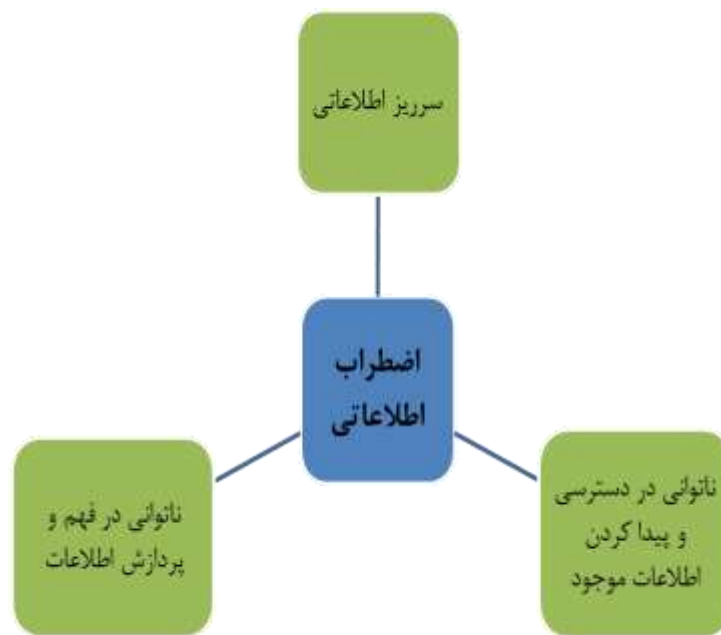 سرریز اطلاعاتی
اضطراب
اطلاعاتی
ناتوانی در دسترسی
و پیدا کردن
اطلاعات موجود
ناتوانی در فهم و
پردازش اطلاعات